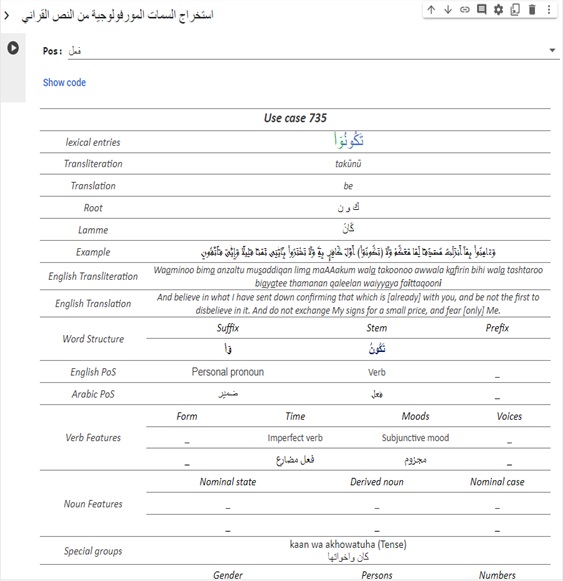 استخراج السمات المورفولوجية من النص القرآني
Pos: فعل
Show code
Use case 735
lexical entries تَكُونُوٓا۟
Transliteration takūnū
Translation be
Root ك و ن
Lamme كَانَ
Example وَءَامِنُوا۟ بِمَآ أَنزَلْتُ مُصَدِّقًا لِّمَا مَعَكُمْ وَلَا (تَكُونُوٓا۟) أَوَّلَ كَافِرٍۭ بِهِۦ وَلَا تَشْتَرُوا۟ بِـَٔايَـٰتِى ثَمَنًا قَلِيلًا وَإِيَّـٰىَ فَٱتَّقُونِ
English Transliteration Waaminoo bima anzaltu muṣaddiqan lima maAAakum wala takoonoo awwala kafirin bihi wala tashtaroo
bigygtee thamanan qaleelan waiyygya faittaqooni
English Translation And believe in what I have sent down confirming that which is [already] with you, and be not the first to
disbelieve in it. And do not exchange My signs for a small price, and fear [only] Me.
Word Structure Suffix Stem Prefix
وٓا۟ تَكُونُ
English PoS Personal pronoun Verb _
Arabic PoS ضمير فعل _
Verb Features Form Time Moods Voices
_ Imperfect verb Subjunctive mood _
_ فعل مضارع مجزوم _
Noun Features Nominal state Derived noun Nominal case
_ _ _
_ _ _
Special groups kaan wa akhowatuha (Tense)
كان واخواتها
Gender Persons Numbers